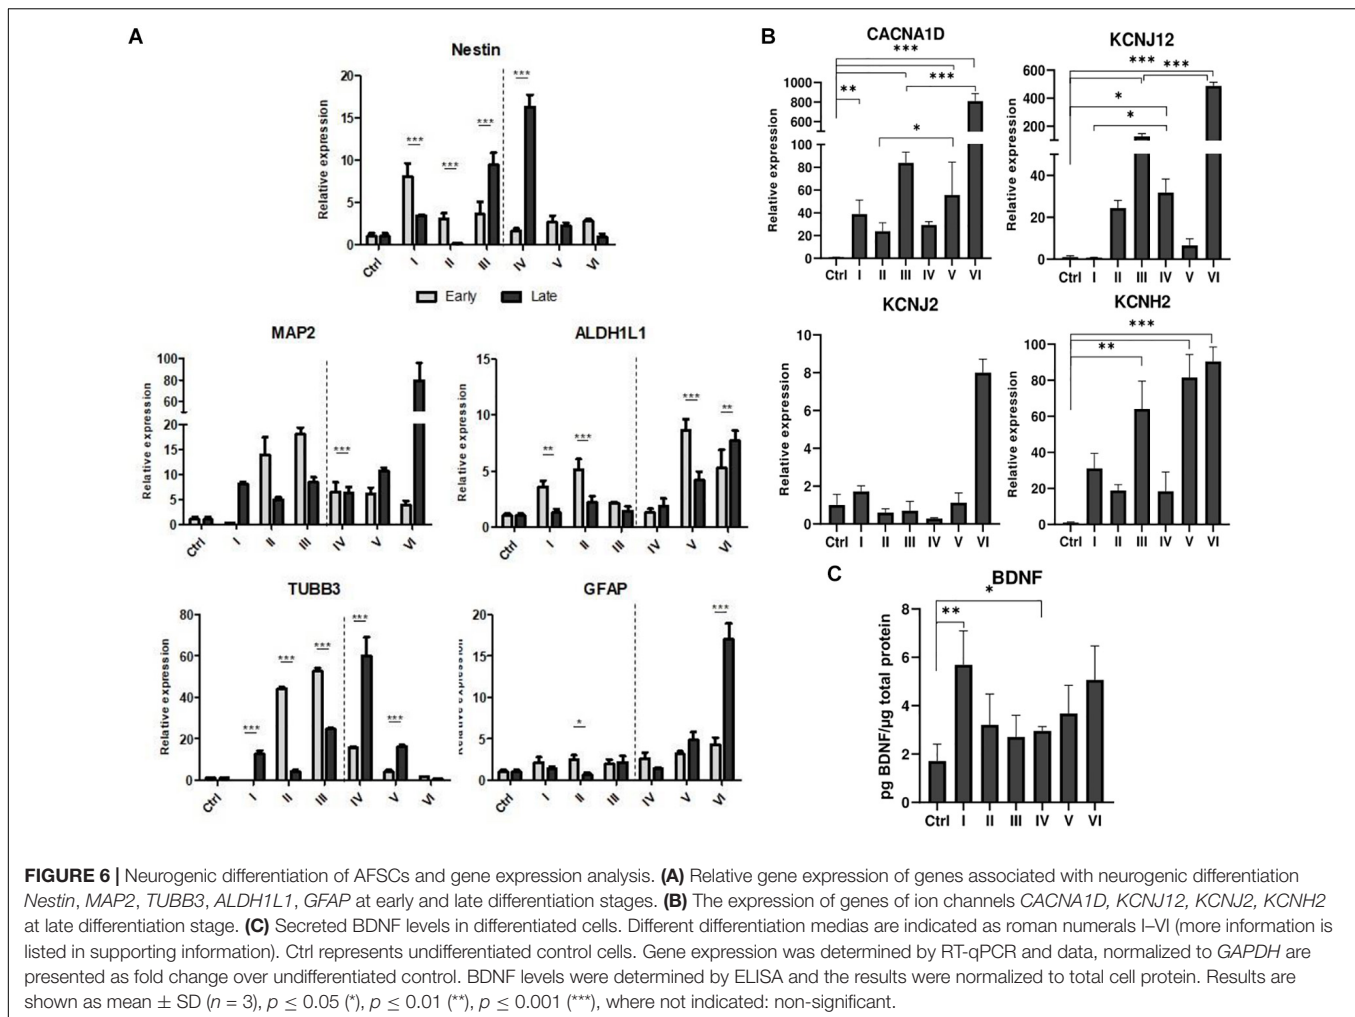 A
Nestin
Relative expression
20
15
10
5
0
***
***
***
***
Ctrl I II III IV V VI
Early Late
MAP2
Relative expression
100
80
60
40
20
15
10
5
0
***
Ctrl I II III IV V VI
ALDH1L1
Relative expression
15
10
5
0
**
***
***
**
Ctrl I II III IV V VI
TUBB3
Relative expression
80
60
40
20
0
***
***
***
***
***
Ctrl I II III IV V VI
GFAP
Relative expression
20
15
10
5
0
*
***
Ctrl I II III IV V VI
B
CACNA1D
Relative expression
1000
800
600
100
80
60
40
20
0
***
**
***
*
Ctrl I II III IV V VI
KCNJ12
Relative expression
600
400
200
40
20
0
***
***
*
*
Ctrl I II III IV V VI
KCNJ2
Relative expression
8
6
4
2
0
Ctrl I II III IV V VI
KCNH2
Relative expression
100
80
60
40
20
0
***
**
Ctrl I II III IV V VI
C
BDNF
pg BDNF/µg total protein
8
6
4
2
0
*
**
Ctrl I II III IV V VI
FIGURE 6 | Neurogenic differentiation of AFSCs and gene expression analysis. (A) Relative gene expression of genes associated with neurogenic differentiation
Nestin, MAP2, TUBB3, ALDH1L1, GFAP at early and late differentiation stages. (B) The expression of genes of ion channels CACNA1D, KCNJ12, KCNJ2, KCNH2
at late differentiation stage. (C) Secreted BDNF levels in differentiated cells. Different differentiation medias are indicated as roman numerals I–VI (more information is
listed in supporting information). Ctrl represents undifferentiated control cells. Gene expression was determined by RT-qPCR and data, normalized to GAPDH are
presented as fold change over undifferentiated control. BDNF levels were determined by ELISA and the results were normalized to total cell protein. Results are
shown as mean ± SD (n = 3), p ≤ 0.05 (*), p ≤ 0.01 (**), p ≤ 0.001 (***), where not indicated: non-significant.